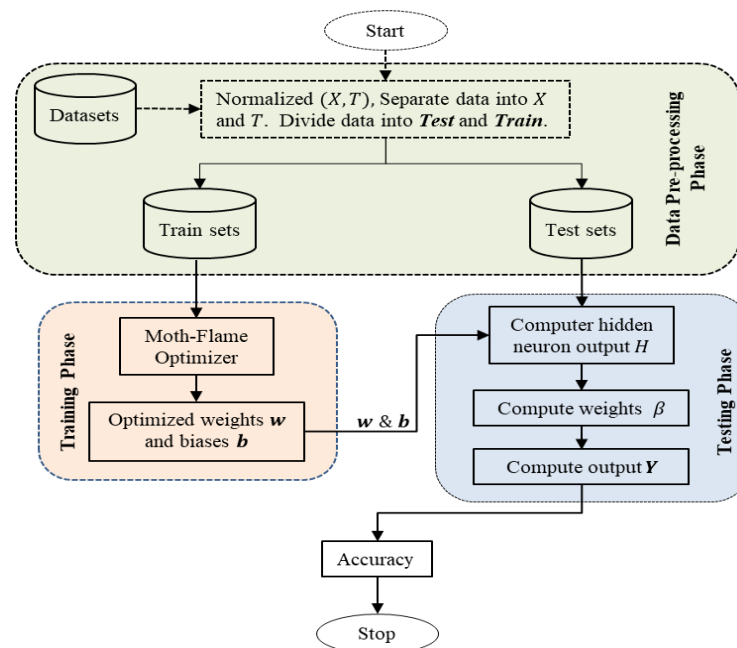 Start
Datasets
Normalized (X,T), Separate data into X
and T. Divide data into Test and Train.
Data Pre-processing
Phase
Train sets
Test sets
Training Phase
Moth-Flame
Optimizer
Optimized weights w
and biases b
w & b
Computer hidden
neuron output H
Compute weights β
Compute output Y
Testing Phase
Accuracy
Stop